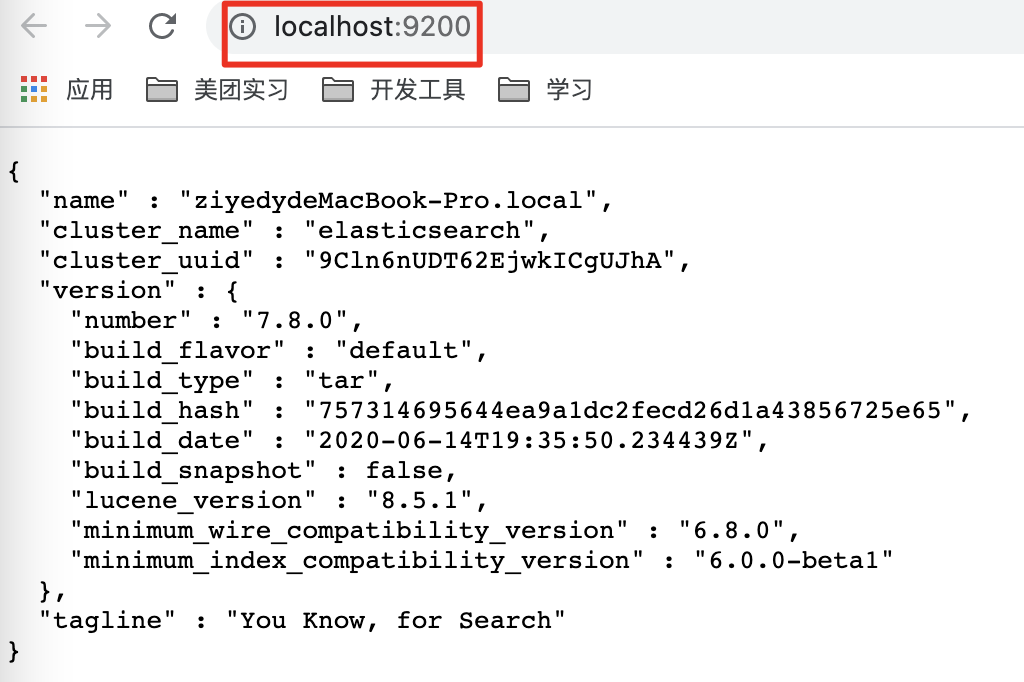 localhost:9200
应用 美团实习 开发工具 学习
{
"name" : "ziyedydeMacBook-Pro.local",
"cluster_name" : "elasticsearch",
"cluster_uuid" : "9Cln6nUDT62EjwkICgUJhA",
"version" : {
"number" : "7.8.0",
"build_flavor" : "default",
"build_type" : "tar",
"build_hash" : "757314695644ea9a1dc2fecd26d1a43856725e65",
"build_date" : "2020-06-14T19:35:50.234439Z",
"build_snapshot" : false,
"lucene_version" : "8.5.1",
"minimum_wire_compatibility_version" : "6.8.0",
"minimum_index_compatibility_version" : "6.0.0-beta1"
},
"tagline" : "You Know, for Search"
}